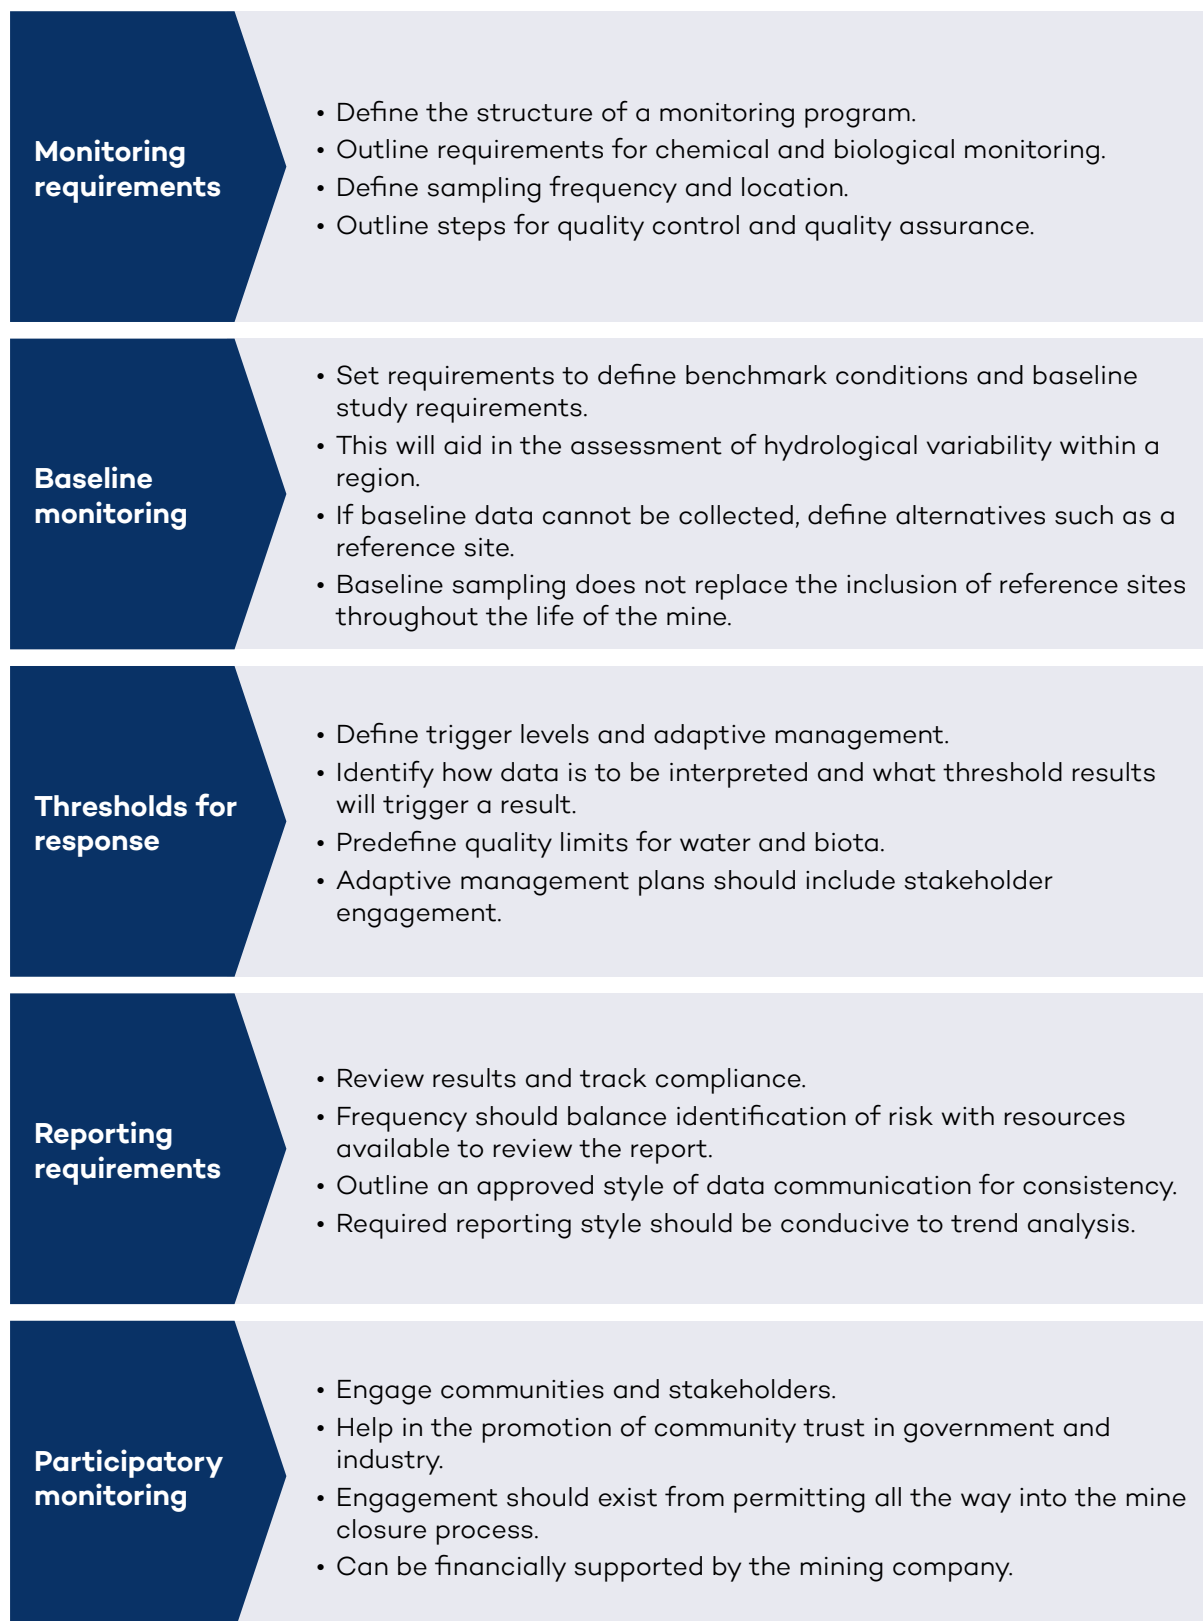 Monitoring
requirements
• Define the structure of a monitoring program.
• Outline requirements for chemical and biological monitoring.
• Define sampling frequency and location.
• Outline steps for quality control and quality assurance.
Baseline
monitoring
• Set requirements to define benchmark conditions and baseline
study requirements.
• This will aid in the assessment of hydrological variability within a
region.
• If baseline data cannot be collected, define alternatives such as a
reference site.
• Baseline sampling does not replace the inclusion of reference sites
throughout the life of the mine.
Thresholds for
response
• Define trigger levels and adaptive management.
• Identify how data is to be interpreted and what threshold results
will trigger a result.
• Predefine quality limits for water and biota.
• Adaptive management plans should include stakeholder
engagement.
Reporting
requirements
• Review results and track compliance.
• Frequency should balance identification of risk with resources
available to review the report.
• Outline an approved style of data communication for consistency.
• Required reporting style should be conducive to trend analysis.
Participatory
monitoring
• Engage communities and stakeholders.
• Help in the promotion of community trust in government and
industry.
• Engagement should exist from permitting all the way into the mine
closure process.
• Can be financially supported by the mining company.